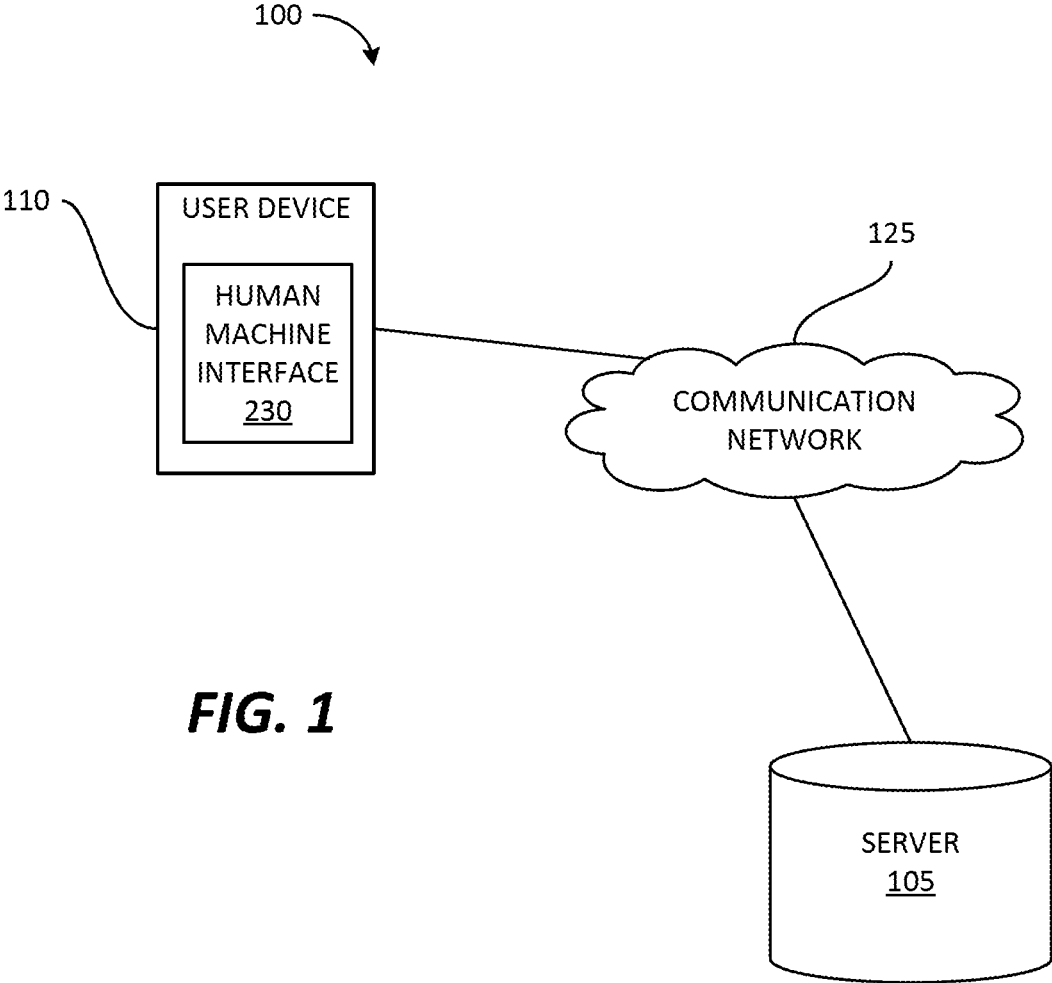 100
110
USER DEVICE
HUMAN
MACHINE
INTERFACE
230
125
COMMUNICATION
NETWORK
FIG. 1
SERVER
105